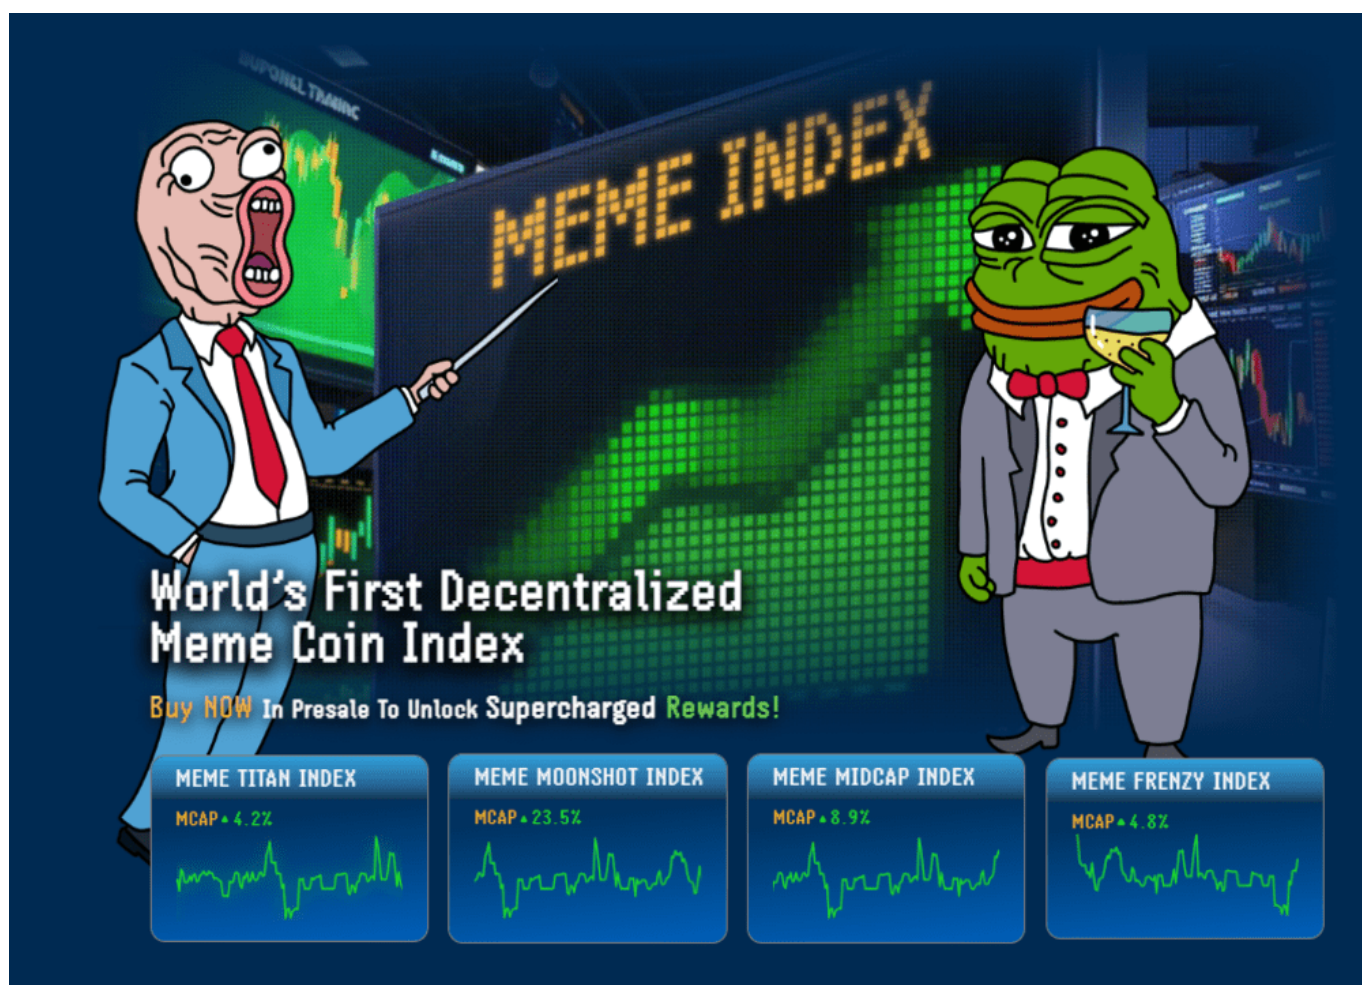 MEME INDEX
World's First Decentralized
Meme Coin Index
Buy NOW In Presale To Unlock Supercharged Rewards!
MEME TITAN INDEX
MCAP ▲ 4.2%
MEME MOONSHOT INDEX
MCAP ▲ 23.5%
MEME MIDCAP INDEX
MCAP ▲ 8.9%
MEME FRENZY INDEX
MCAP ▲ 4.8%